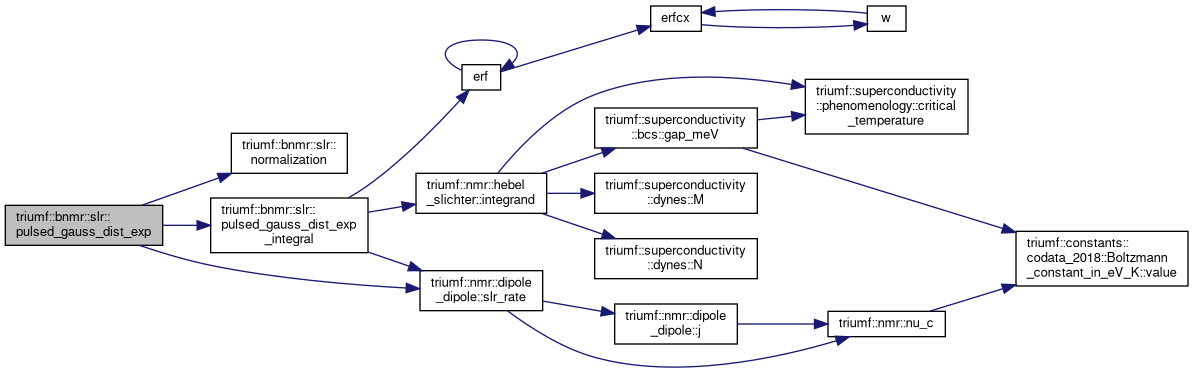 erfcx
w
erf
triumf::superconductivity
::phenomenology::critical
_temperature
triumf::superconductivity
::bcs::gap_meV
triumf::bnmr::slr::
normalization
triumf::nmr::hebel
_slichter::integrand
triumf::superconductivity
::dynes::M
triumf::bnmr::slr::
pulsed_gauss_dist_exp
triumf::bnmr::slr::
pulsed_gauss_dist_exp
_integral
triumf::superconductivity
::dynes::N
triumf::constants::
codata_2018::Boltzmann
_constant_in_eV_K::value
triumf::nmr::dipole
_dipole::slr_rate
triumf::nmr::dipole
_dipole::j
triumf::nmr::nu_c